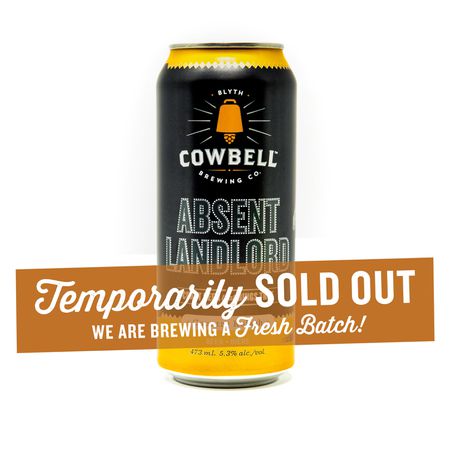 BLYTH
COWBELL™
BREWING CO.
ABSENT
LANDLORD
Temporarily SOLD OUT
WE ARE BREWING A Fresh Batch!
473 ml. 5.3% alc./vol.